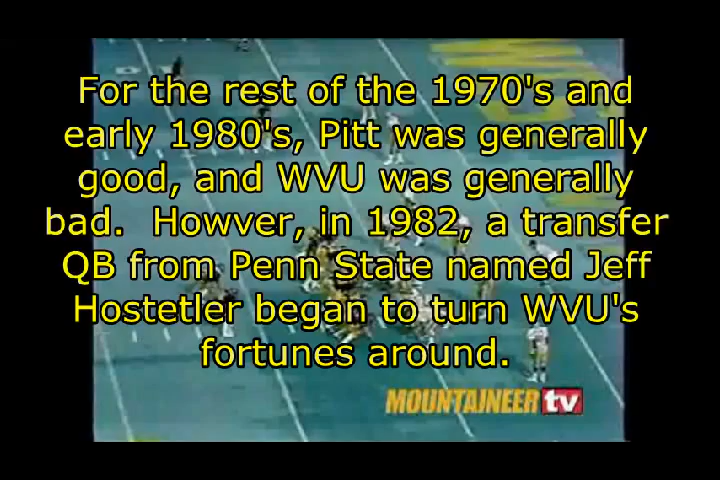 For the rest of the 1970's and
early 1980's, Pitt was generally
good, and WVU was generally
bad.  Howver, in 1982, a transfer
QB from Penn State named Jeff
Hostetler began to turn WVU's
fortunes around.
MOUNTAINEER tv